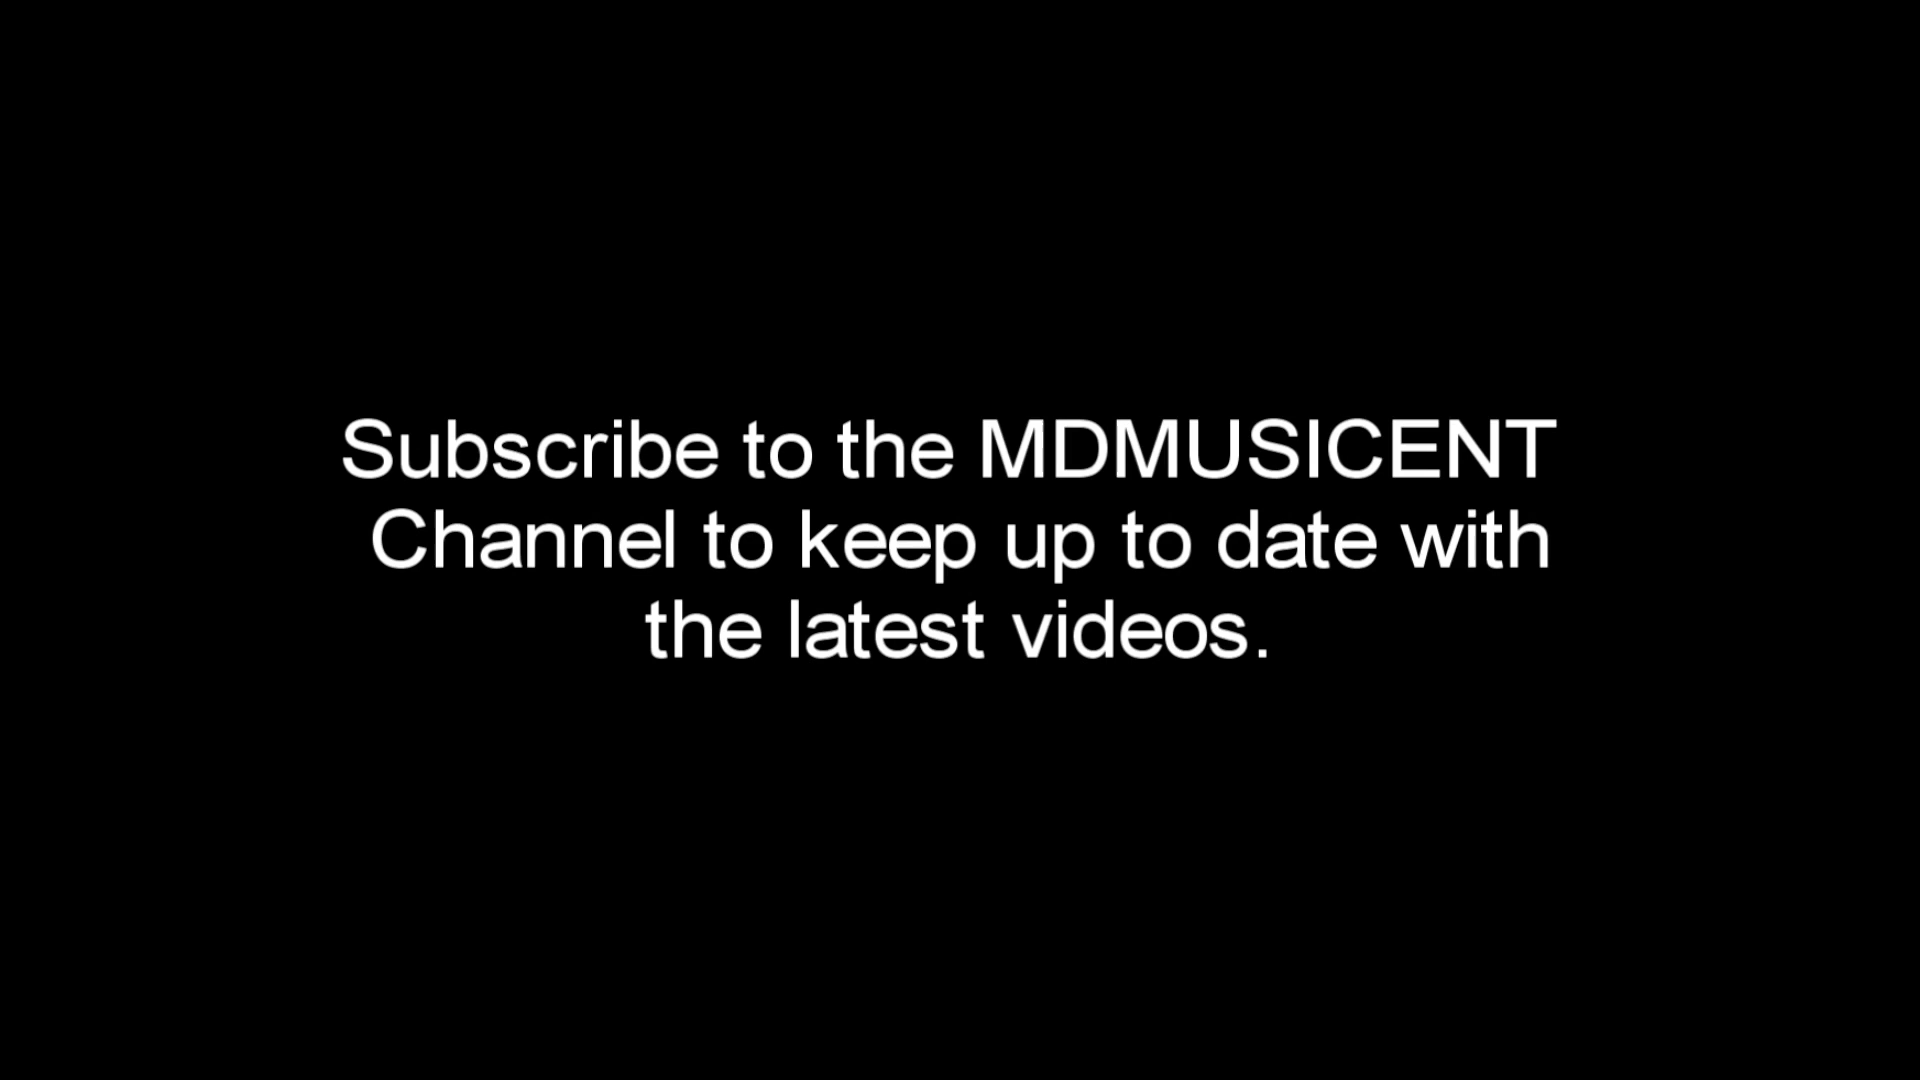 Subscribe to the MDMUSICENT
Channel to keep up to date with
the latest videos.